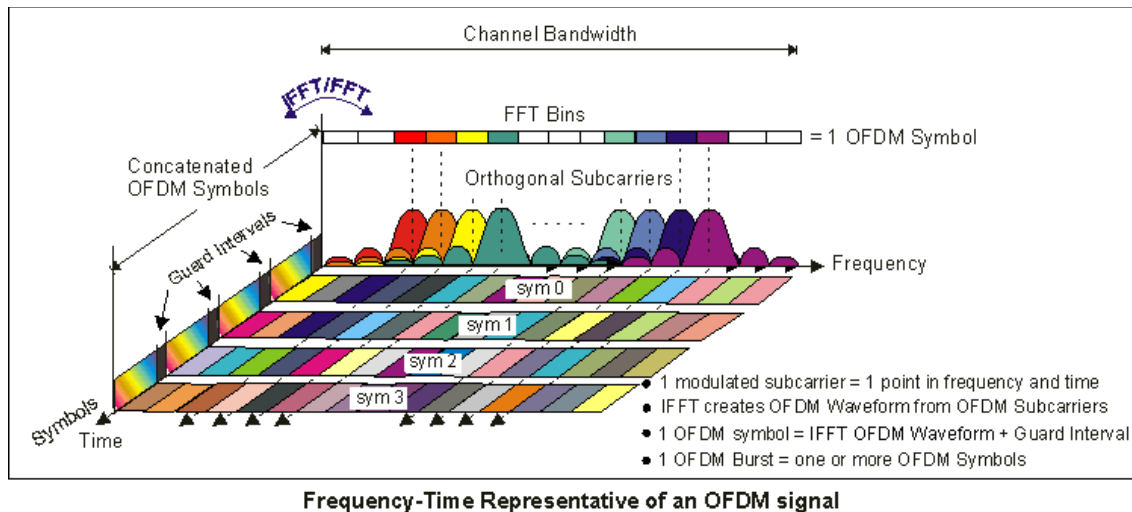 Channel Bandwidth
IFFT/FFT
FFT Bins
= 1 OFDM Symbol
Concatenated
OFDM Symbols
Orthogonal Subcarriers
Guard Intervals
Frequency
sym 0
sym 1
sym 2
sym 3
Symbols
Time
1 modulated subcarrier = 1 point in frequency and time
IFFT creates OFDM Waveform from OFDM Subcarriers
1 OFDM symbol = IFFT OFDM Waveform + Guard Interval
1 OFDM Burst = one or more OFDM Symbols
Frequency-Time Representative of an OFDM signal